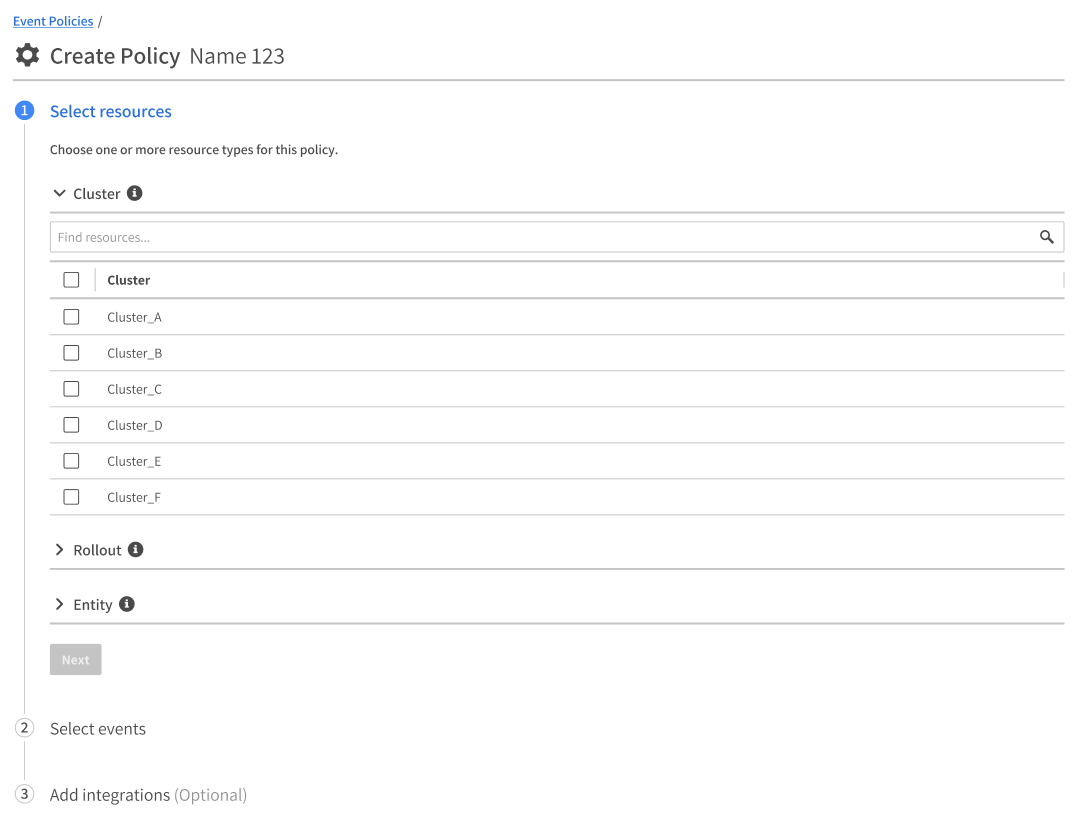 Event Policies /
Create Policy Name 123
1 Select resources
Choose one or more resource types for this policy.
Cluster
Find resources...
Cluster
Cluster_A
Cluster_B
Cluster_C
Cluster_D
Cluster_E
Cluster_F
Rollout
Entity
Next
2 Select events
3 Add integrations (Optional)